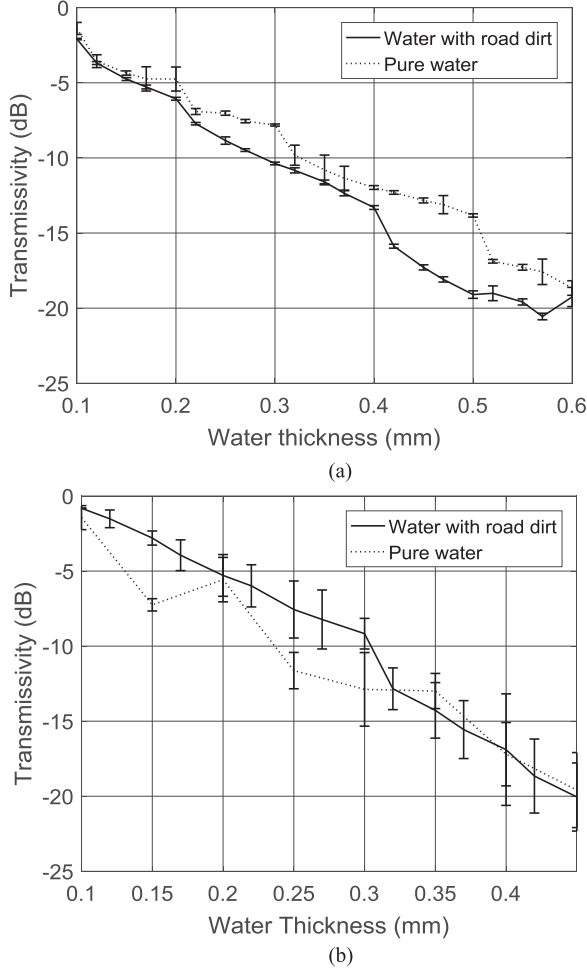 0
-5
-10
-15
-20
-25
Transmissivity (dB)
Water with road dirt
Pure water
0.1 0.2 0.3 0.4 0.5 0.6
Water thickness (mm)
(a)
0
-5
-10
-15
-20
-25
Transmissivity (dB)
Water with road dirt
Pure water
0.1 0.15 0.2 0.25 0.3 0.35 0.4
Water Thickness (mm)
(b)